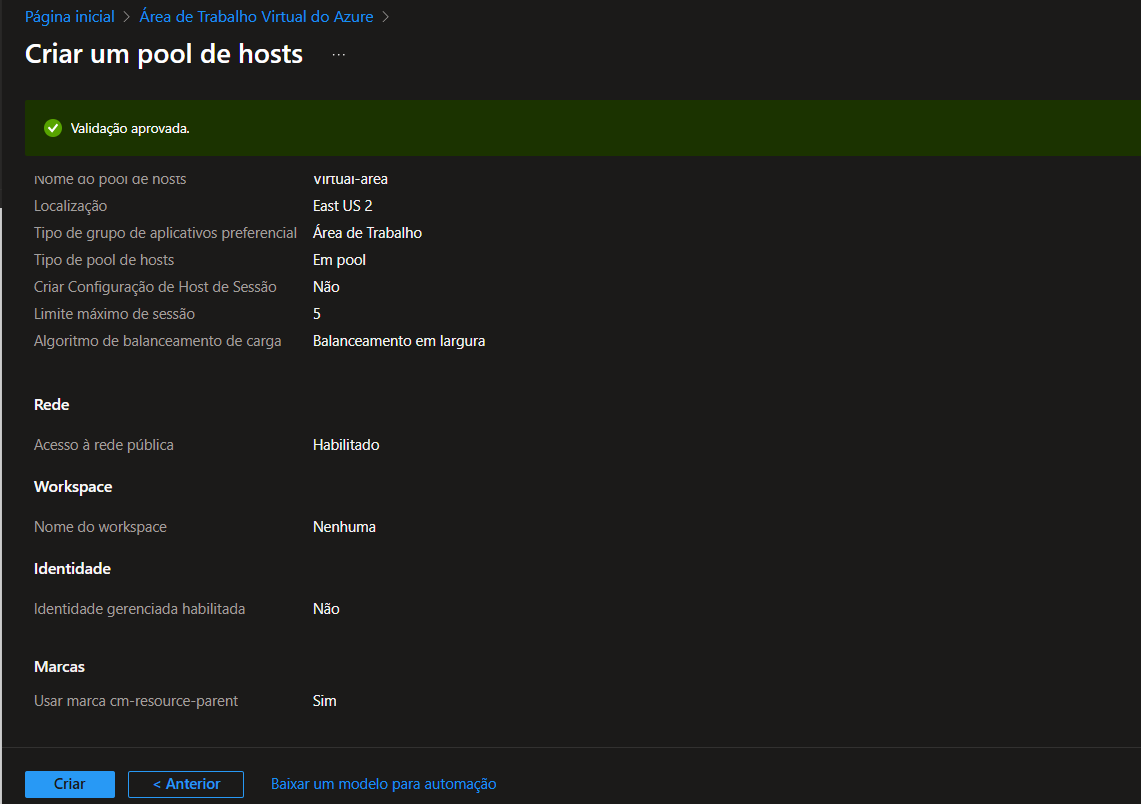 Página inicial > Área de Trabalho Virtual do Azure >
Criar um pool de hosts ...
Validação aprovada.
Nome do pool de hosts Virtual-area
Localização East US 2
Tipo de grupo de aplicativos preferencial Área de Trabalho
Tipo de pool de hosts Em pool
Criar Configuração de Host de Sessão Não
Limite máximo de sessão 5
Algoritmo de balanceamento de carga Balanceamento em largura
Rede
Acesso à rede pública Habilitado
Workspace
Nome do workspace Nenhuma
Identidade
Identidade gerenciada habilitada Não
Marcas
Usar marca cm-resource-parent Sim
Criar < Anterior Baixar um modelo para automação